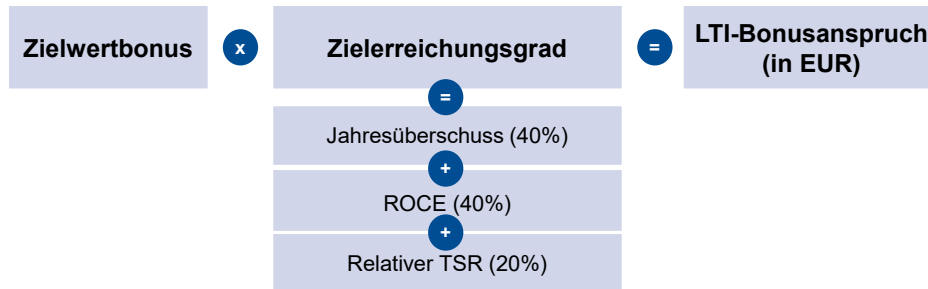 Zielwertbonus
x
Zielerreichungsgrad
=
LTI-Bonusanspruch
(in EUR)
=
Jahresüberschuss (40%)
+
ROCE (40%)
+
Relativer TSR (20%)